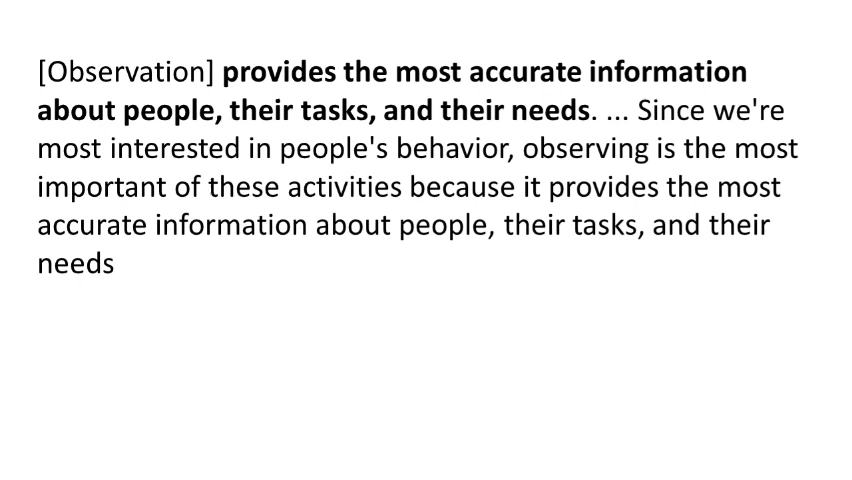 [Observation] provides the most accurate information
about people, their tasks, and their needs. ... Since we're
most interested in people's behavior, observing is the most
important of these activities because it provides the most
accurate information about people, their tasks, and their
needs